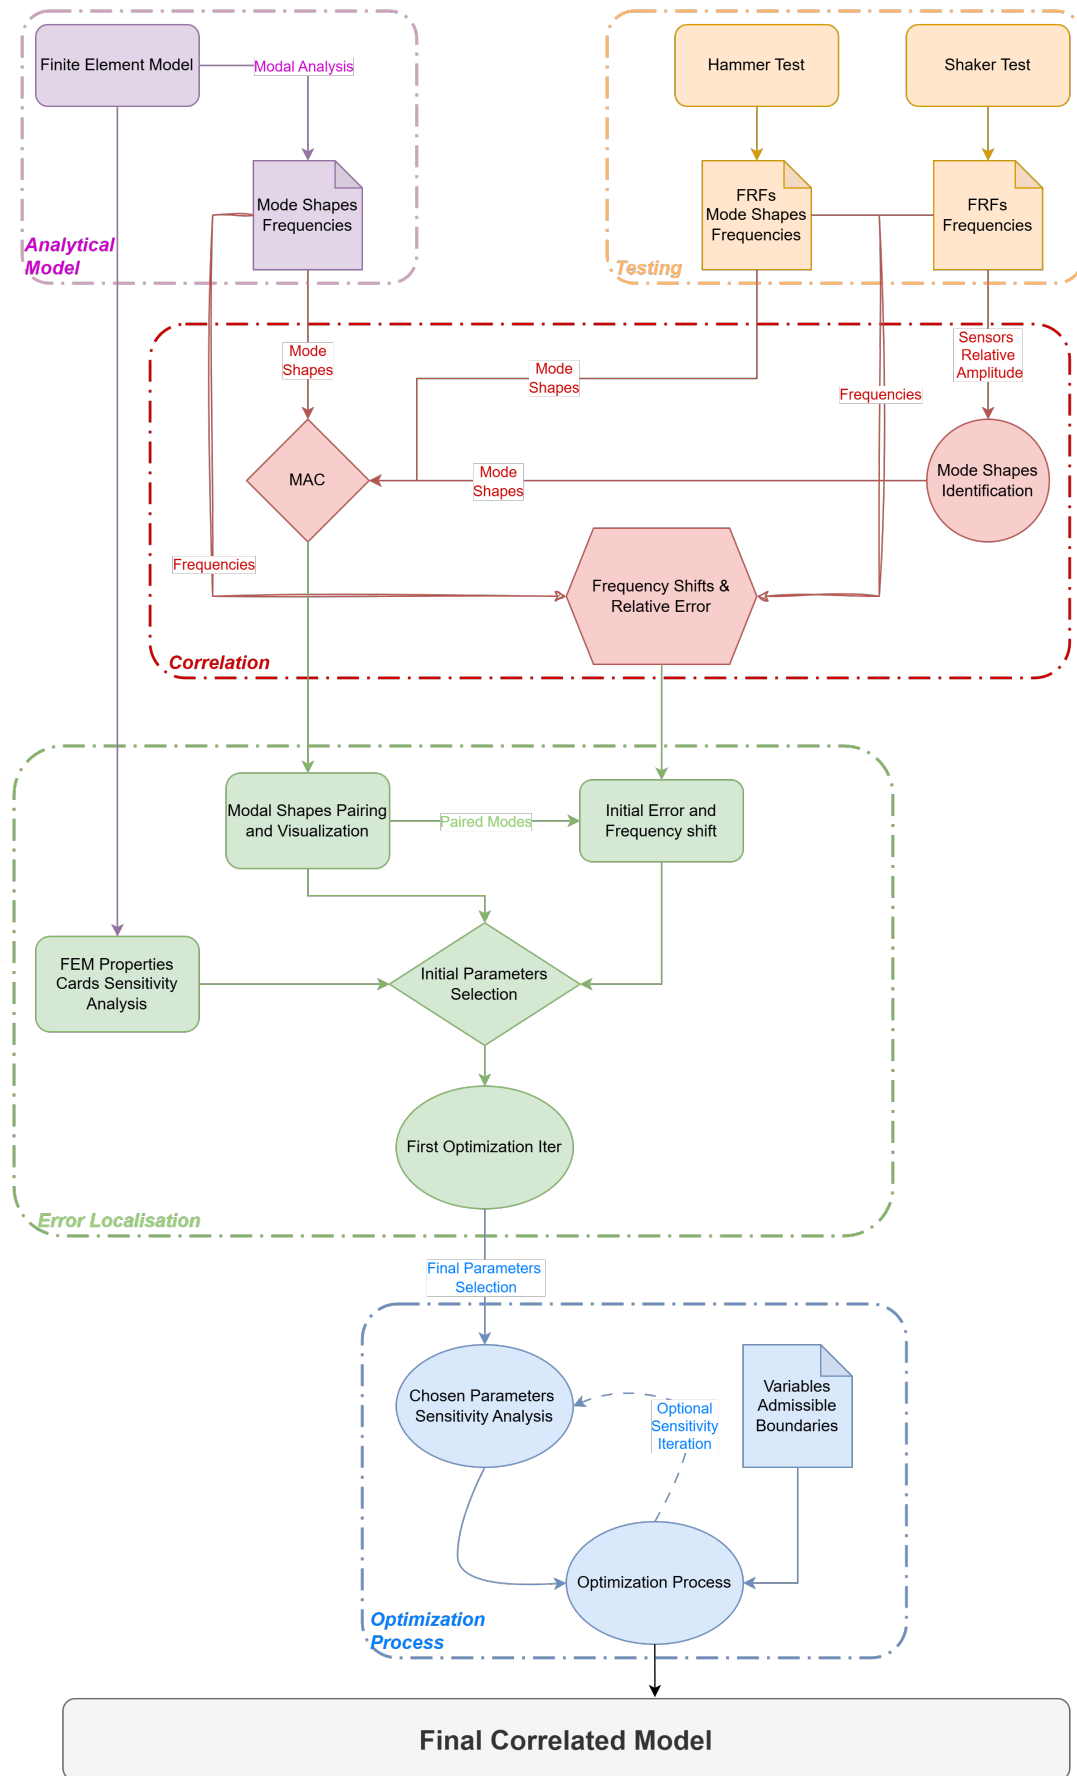 Finite Element Model
Modal Analysis
Hammer Test
Shaker Test
Mode Shapes
Frequencies
FRFs
Mode Shapes
Frequencies
FRFs
Frequencies
Analytical
Model
Testing
Mode
Shapes
Mode
Shapes
Frequencies
Sensors
Relative
Amplitude
MAC
Mode
Shapes
Mode Shapes
Identification
Frequencies
Frequency Shifts &
Relative Error
Correlation
Modal Shapes Pairing
and Visualization
Paired Modes
Initial Error and
Frequency shift
FEM Properties
Cards Sensitivity
Analysis
Initial Parameters
Selection
First Optimization Iter
Error Localisation
Final Parameters
Selection
Chosen Parameters
Sensitivity Analysis
Optional
Sensitivity
Iteration
Variables
Admissible
Boundaries
Optimization Process
Optimization
Process
Final Correlated Model